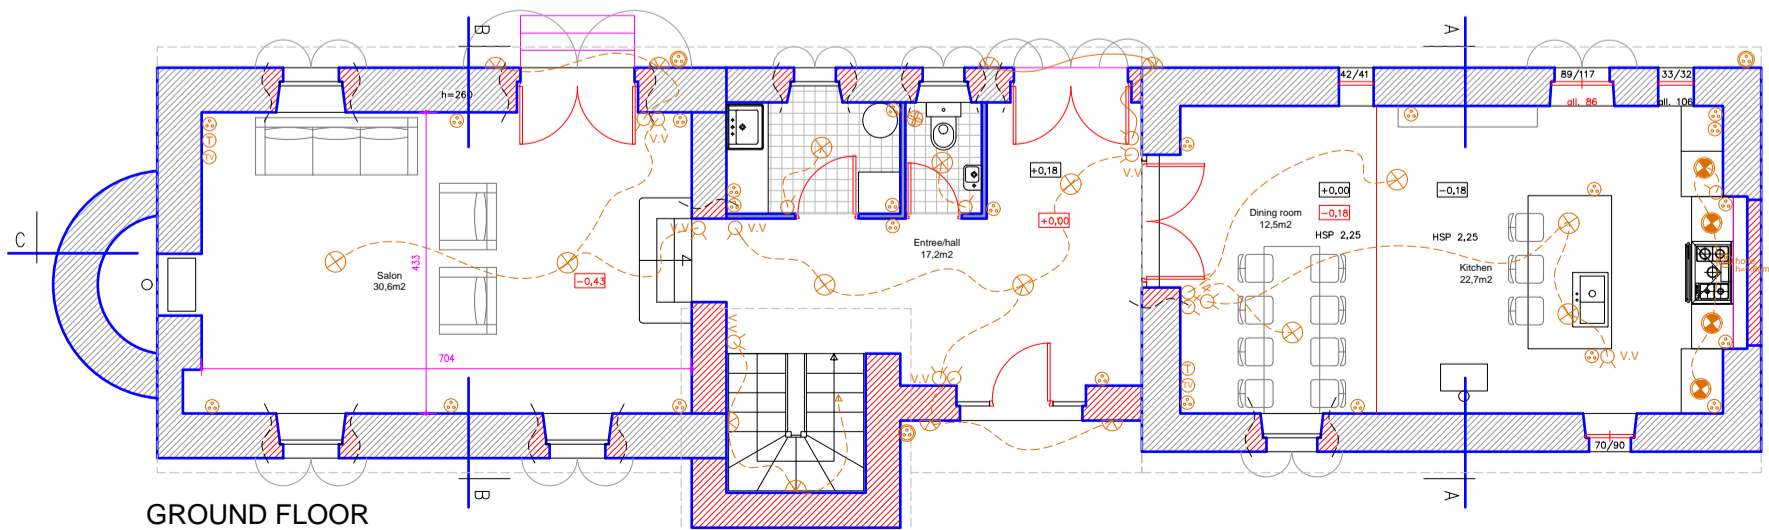 B
A
42/41
89/117
33/32
h=260
all. 86
all. 106
V.V
T
TV
+0,18
V.V
+0,00
-0,18
+0,00
-0,18
Dining room
12,5m2
HSP 2,25
HSP 2,25
V.V
V.V
C
Entree/hall
17,2m2
433
Salon
30,6m2
-0,43
Kitchen
22,7m2
V.V
704
V.V
V.V
T
TV
70/90
B
A
GROUND FLOOR